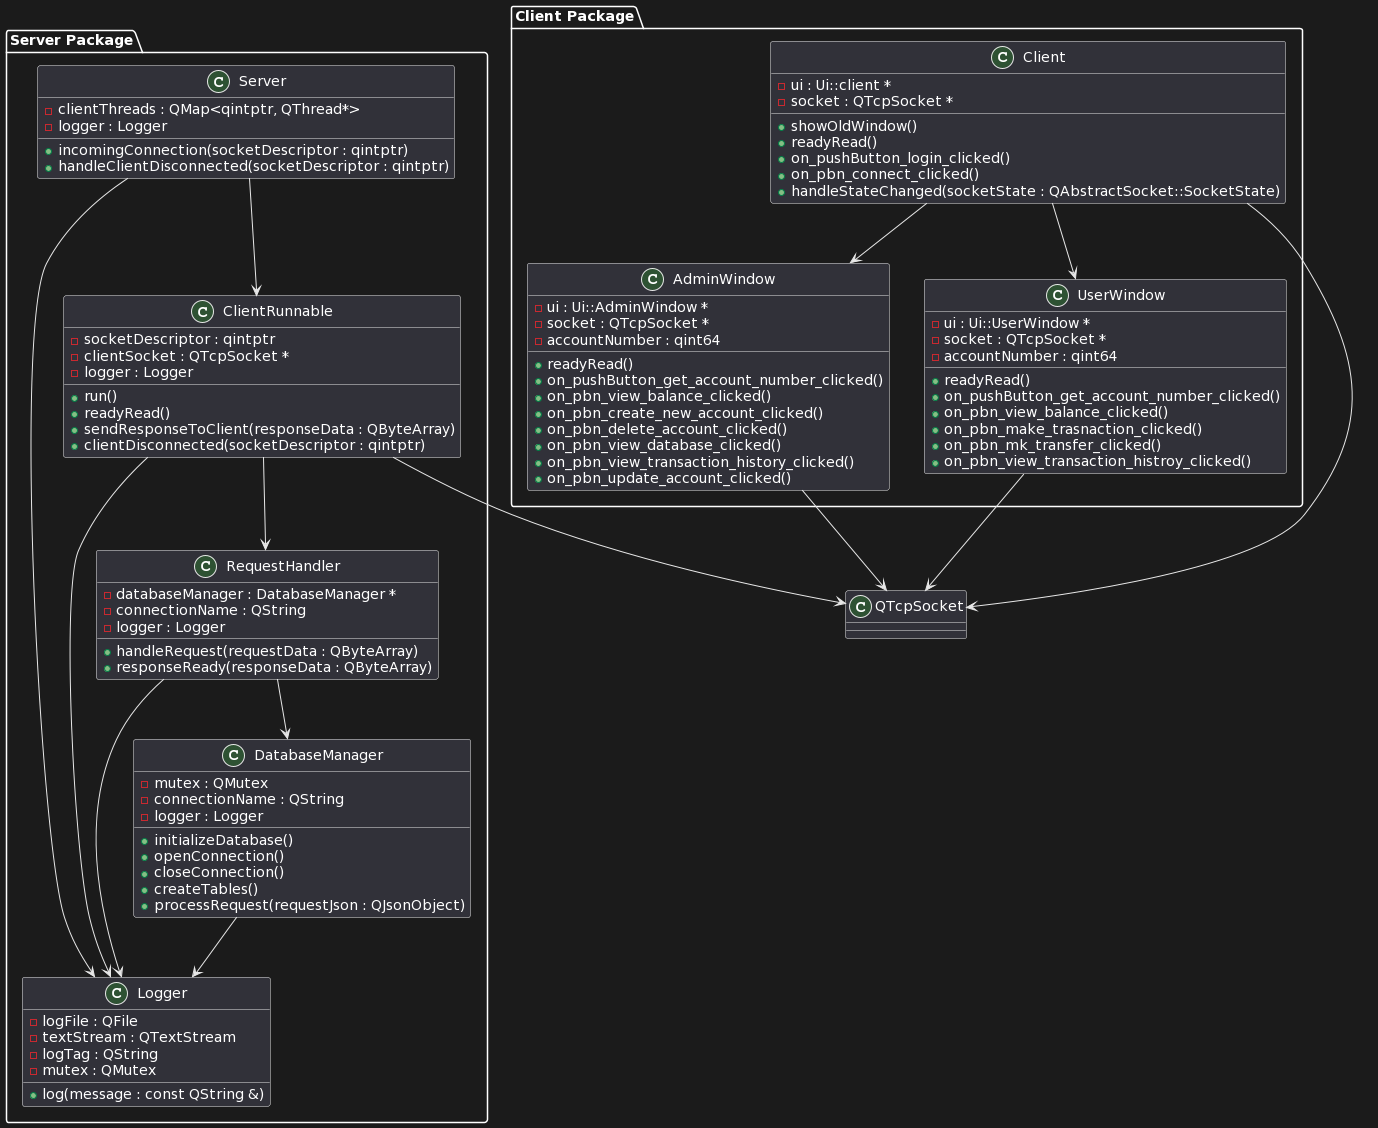 Server Package
C Server
clientThreads : QMap<qintptr, QThread*>
logger : Logger
incomingConnection(socketDescriptor : qintptr)
handleClientDisconnected(socketDescriptor : qintptr)
C ClientRunnable
socketDescriptor : qintptr
clientSocket : QTcpSocket *
logger : Logger
run()
readyRead()
sendResponseToClient(responseData : QByteArray)
clientDisconnected(socketDescriptor : qintptr)
C RequestHandler
databaseManager : DatabaseManager *
connectionName : QString
logger : Logger
handleRequest(requestData : QByteArray)
responseReady(responseData : QByteArray)
C DatabaseManager
mutex : QMutex
connectionName : QString
logger : Logger
initializeDatabase()
openConnection()
closeConnection()
createTables()
processRequest(requestJson : QJsonObject)
C Logger
logFile : QFile
textStream : QTextStream
logTag : QString
mutex : QMutex
log(message : const QString &)
Client Package
C Client
ui : Ui::client *
socket : QTcpSocket *
showOldWindow()
readyRead()
on_pushButton_login_clicked()
on_pbn_connect_clicked()
handleStateChanged(socketState : QAbstractSocket::SocketState)
C AdminWindow
ui : Ui::AdminWindow *
socket : QTcpSocket *
accountNumber : qint64
readyRead()
on_pushButton_get_account_number_clicked()
on_pbn_view_balance_clicked()
on_pbn_create_new_account_clicked()
on_pbn_delete_account_clicked()
on_pbn_view_database_clicked()
on_pbn_view_transaction_history_clicked()
on_pbn_update_account_clicked()
C UserWindow
ui : Ui::UserWindow *
socket : QTcpSocket *
accountNumber : qint64
readyRead()
on_pushButton_get_account_number_clicked()
on_pbn_view_balance_clicked()
on_pbn_make_trasnaction_clicked()
on_pbn_mk_transfer_clicked()
on_pbn_view_transaction_histroy_clicked()
C QTcpSocket